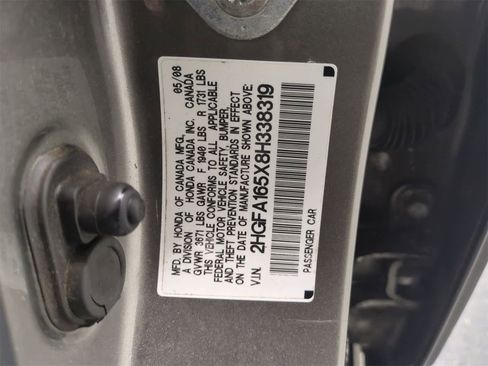 MFD. BY HONDA OF CANADA MFG. 05/08
A DIVISION OF HONDA CANADA INC. CANADA
GVWR 3671 LBS GAWR F 1940 LBS R 1731 LBS
THIS VEHICLE CONFORMS TO ALL APPLICABLE
FEDERAL MOTOR VEHICLE SAFETY, BUMPER,
AND THEFT PREVENTION STANDARDS IN EFFECT
ON THE DATE OF MANUFACTURE SHOWN ABOVE.
V.I.N. 2HGFA165X8H338319
PASSENGER CAR